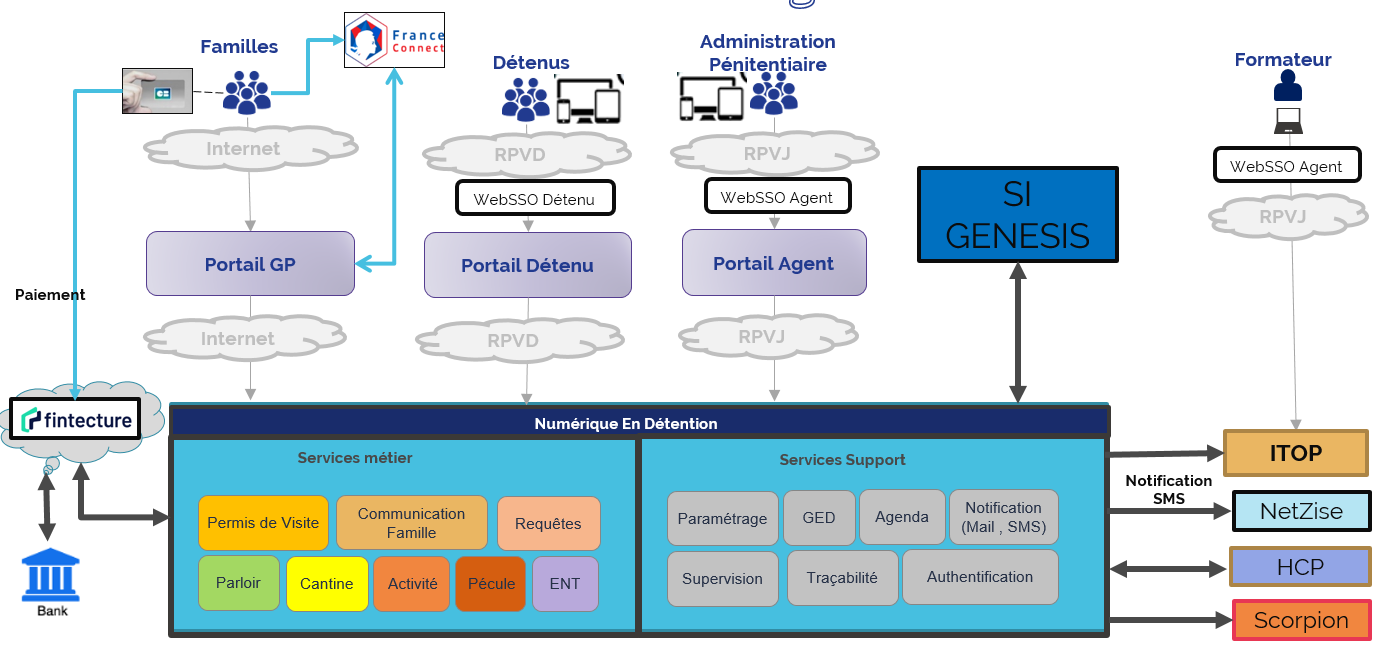 Familles
France
Connect
Détenus
Administration
Pénitentiaire
Formateur
Internet
RPVD
RPVJ
WebSSO Détenu
WebSSO Agent
WebSSO Agent
RPVJ
SI
GENESIS
Portail GP
Portail Détenu
Portail Agent
Paiement
Internet
RPVD
RPVJ
fintecture
Numérique En Détention
Services métier
Services Support
ITOP
Notification
SMS
Permis de Visite
Communication
Famille
Requêtes
Paramétrage
GED
Agenda
Notification
(Mail , SMS)
NetZise
Parloir
Cantine
Activité
Pécule
ENT
Supervision
Traçabilité
Authentification
HCP
Bank
Scorpion